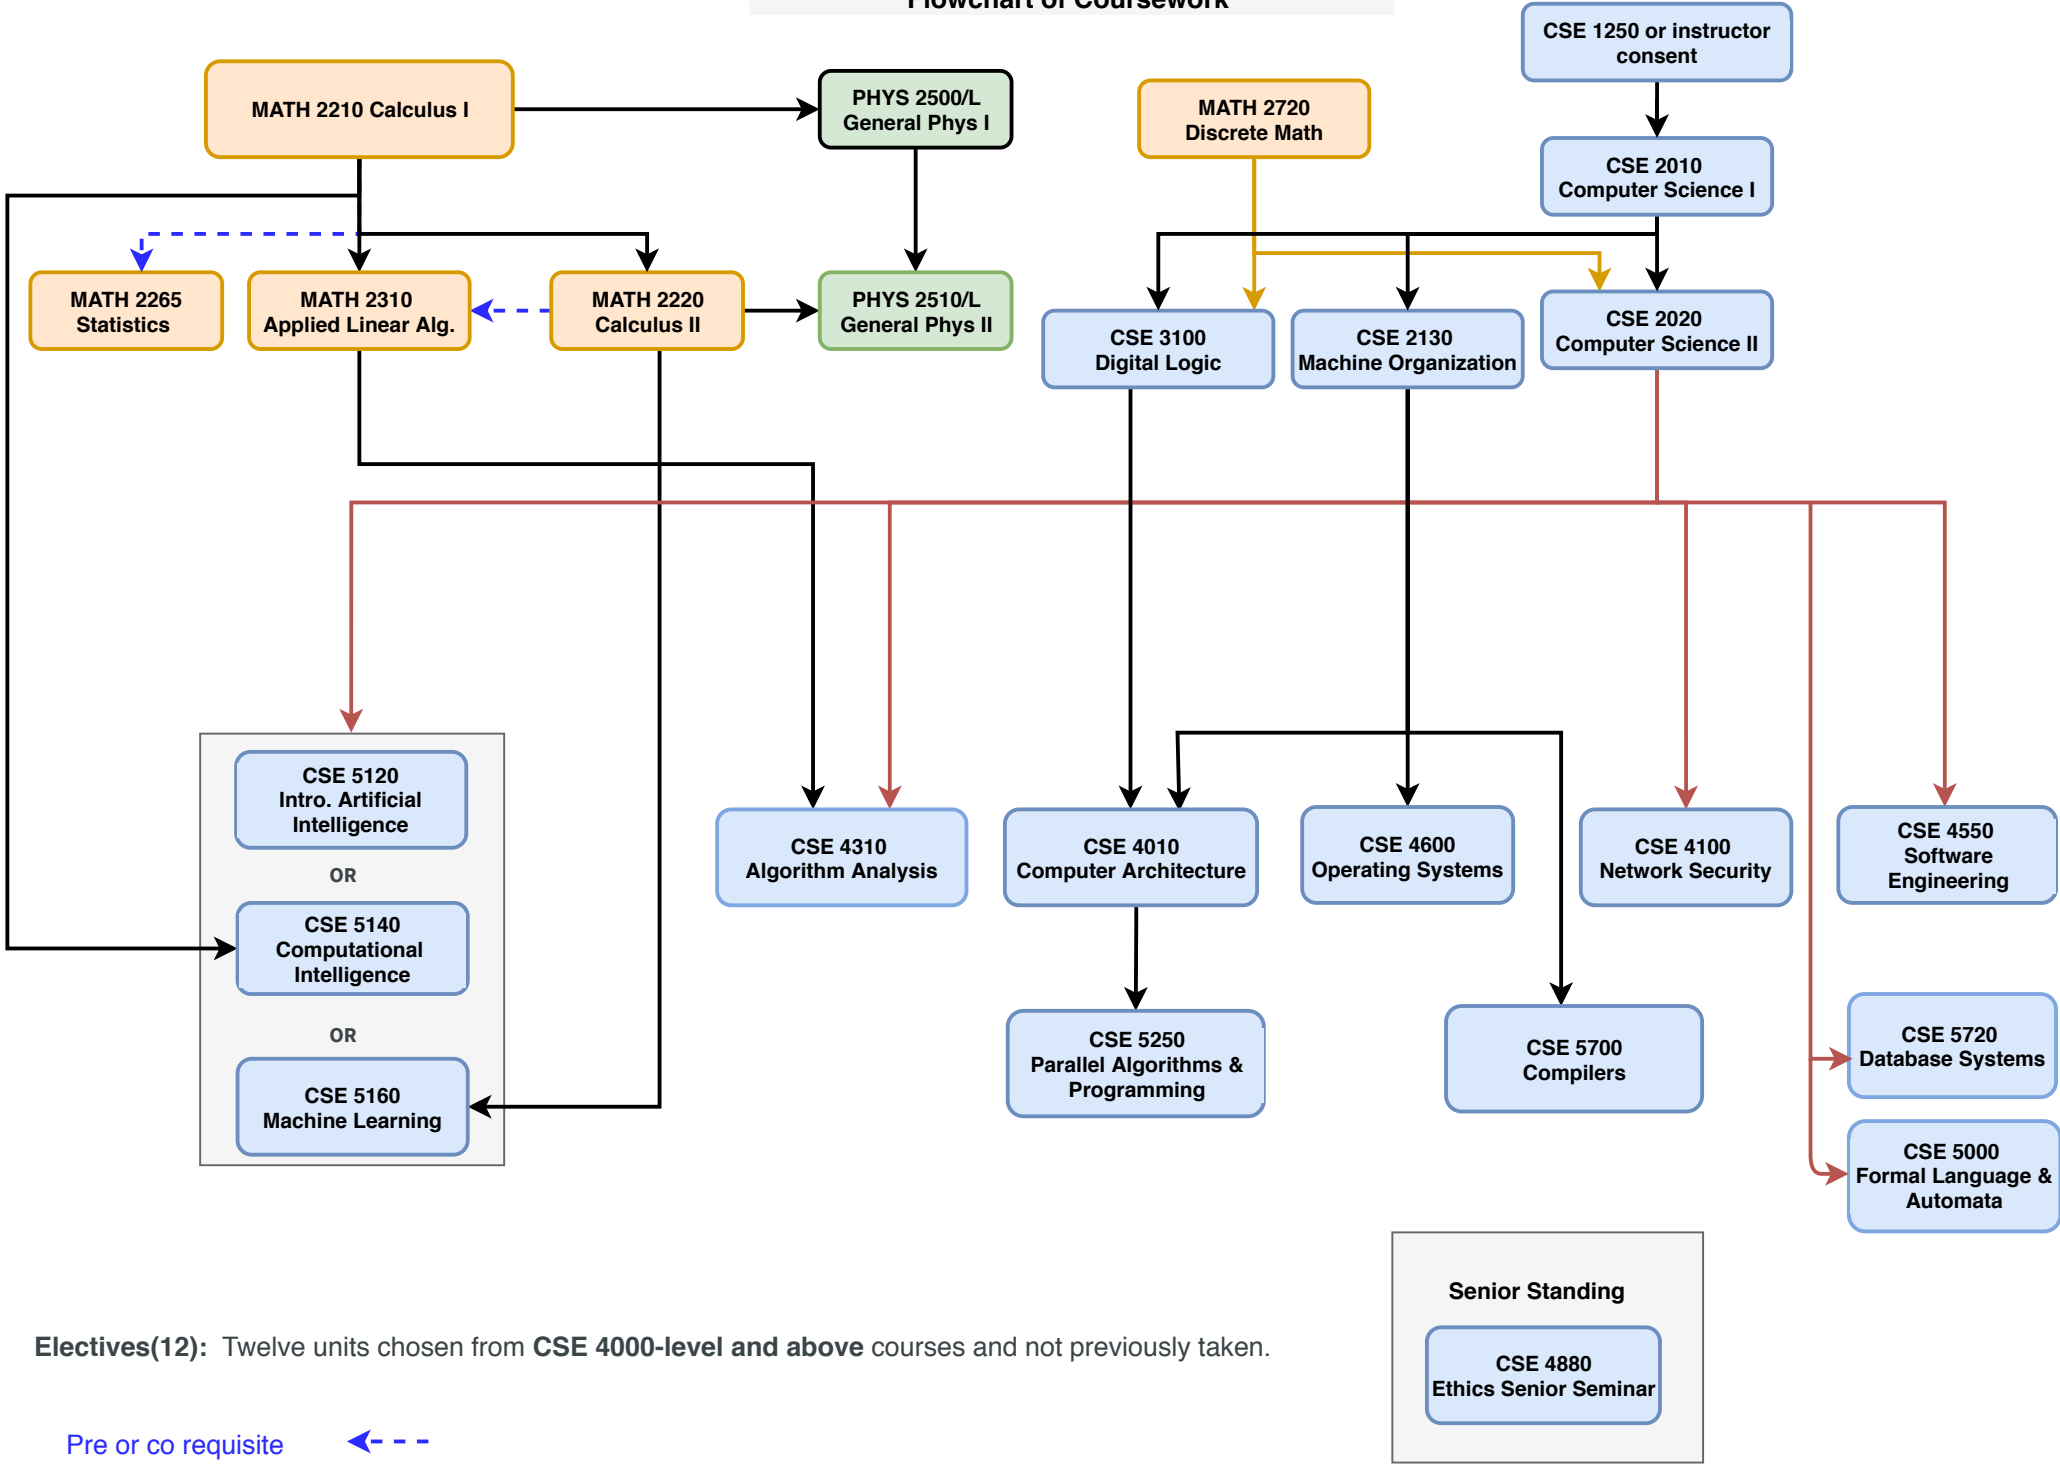 Flowchart of Coursework
CSE 1250 or instructor
consent
MATH 2210 Calculus I
PHYS 2500/L
General Phys I
MATH 2720
Discrete Math
CSE 2010
Computer Science I
MATH 2265
Statistics
MATH 2310
Applied Linear Alg.
MATH 2220
Calculus II
PHYS 2510/L
General Phys II
CSE 3100
Digital Logic
CSE 2130
Machine Organization
CSE 2020
Computer Science II
CSE 5120
Intro. Artificial
Intelligence
OR
CSE 5140
Computational
Intelligence
OR
CSE 5160
Machine Learning
CSE 4310
Algorithm Analysis
CSE 4010
Computer Architecture
CSE 4600
Operating Systems
CSE 4100
Network Security
CSE 4550
Software
Engineering
CSE 5250
Parallel Algorithms &
Programming
CSE 5700
Compilers
CSE 5720
Database Systems
CSE 5000
Formal Language &
Automata
Senior Standing
CSE 4880
Ethics Senior Seminar
Electives(12): Twelve units chosen from CSE 4000-level and above courses and not previously taken.
Pre or co requisite